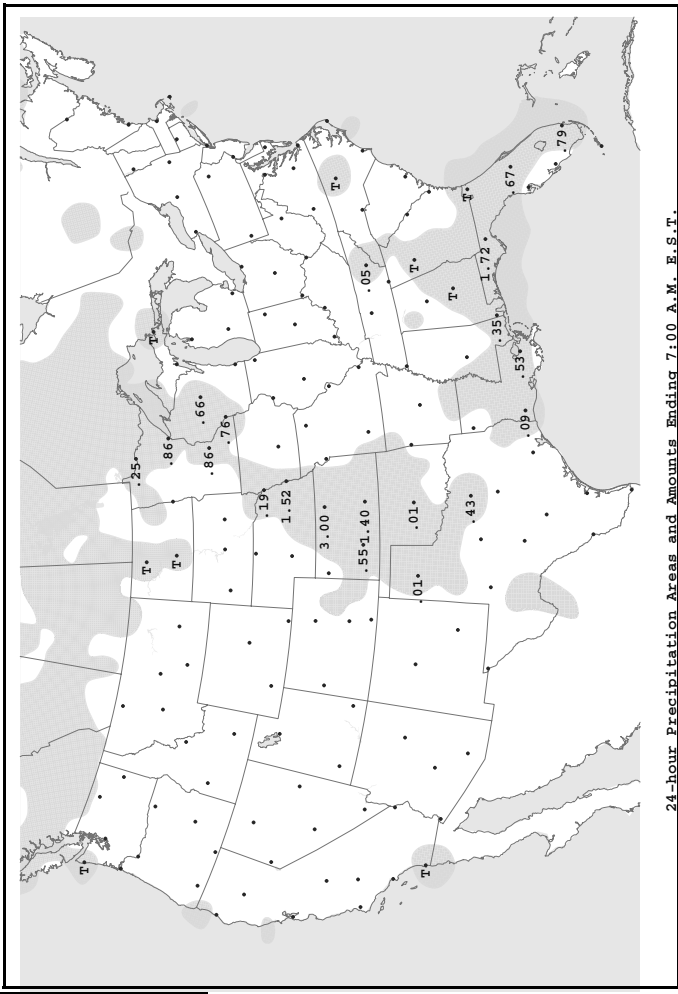 T
.25
.86
.66
.86
.76
T
T
.19
1.52
3.00
1.40
.55
.01
.01
.43
T
.05
T
T
T
1.72
.67
.79
.35
.53
.09
T
T
24-hour Precipitation Areas and Amounts Ending 7:00 A.M. E.S.T.